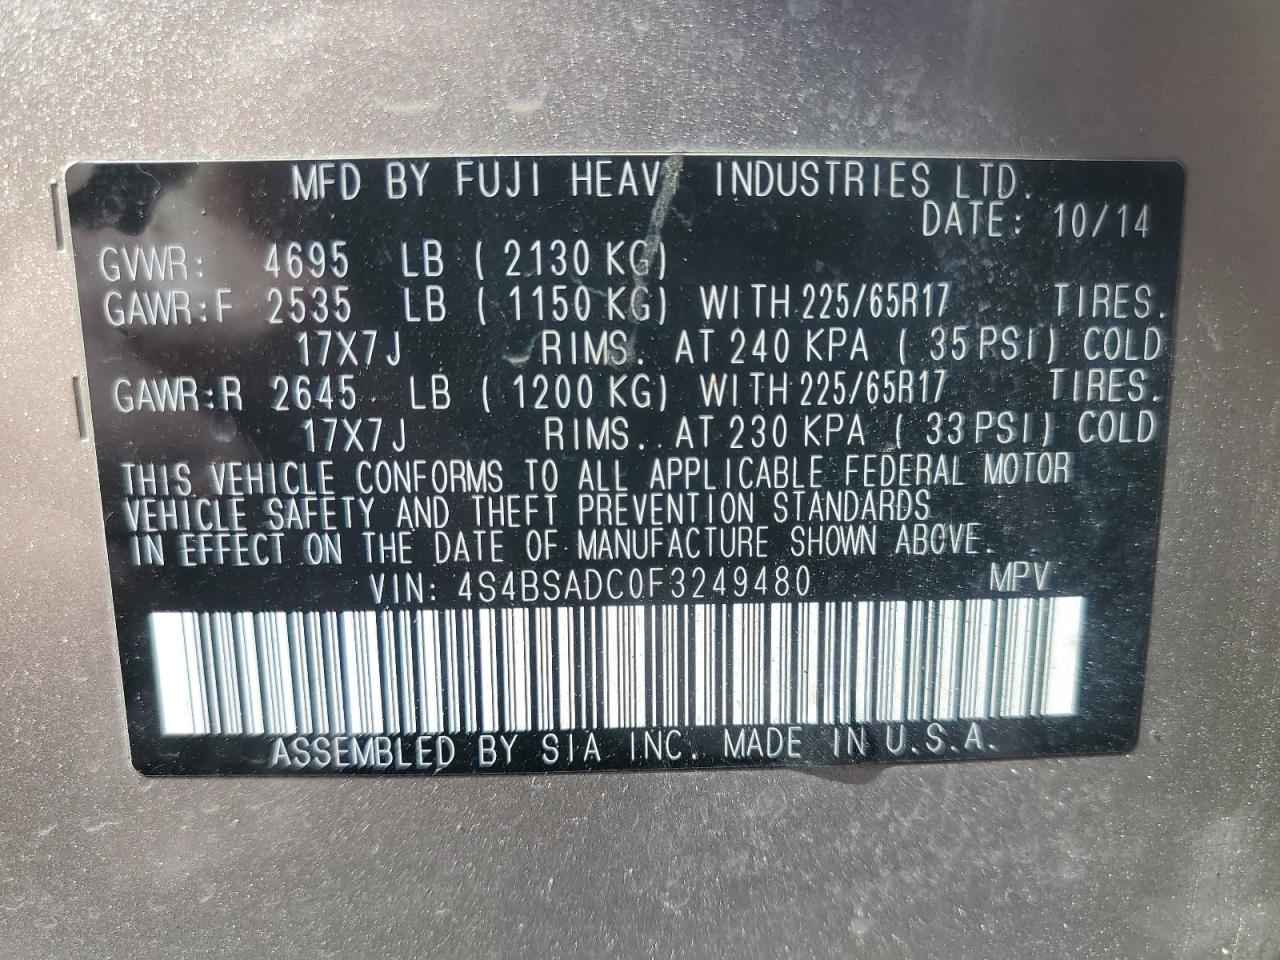 MFD BY FUJI HEAVY INDUSTRIES LTD.
DATE: 10/14
GVWR: 4695 LB ( 2130 KG)
GAWR:F 2535 LB ( 1150 KG) WITH 225/65R17 TIRES.
17X7J RIMS. AT 240 KPA ( 35 PSI) COLD
GAWR:R 2645 LB ( 1200 KG) WITH 225/65R17 TIRES.
17X7J RIMS. AT 230 KPA ( 33 PSI) COLD
THIS VEHICLE CONFORMS TO ALL APPLICABLE FEDERAL MOTOR
VEHICLE SAFETY AND THEFT PREVENTION STANDARDS
IN EFFECT ON THE DATE OF MANUFACTURE SHOWN ABOVE.
VIN: 4S4BSADC0F3249480 MPV
ASSEMBLED BY SIA INC. MADE IN U.S.A.